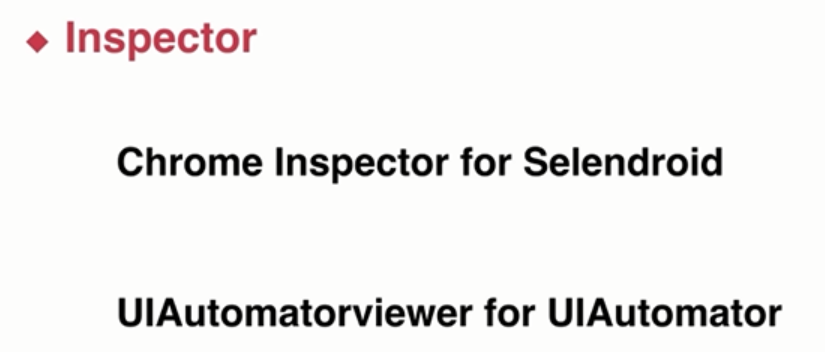 ◆ Inspector
Chrome Inspector for Selendroid
UIAutomatorviewer for UIAutomator